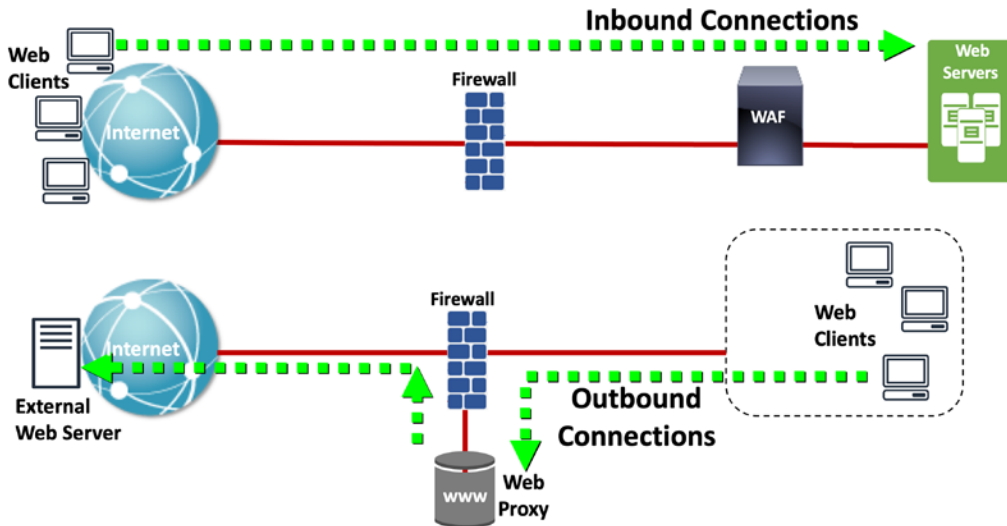 Inbound Connections
Web
Clients
Internet
Firewall
WAF
Web
Servers
Firewall
Internet
External
Web Server
Web
Clients
Outbound
Connections
www
Web
Proxy